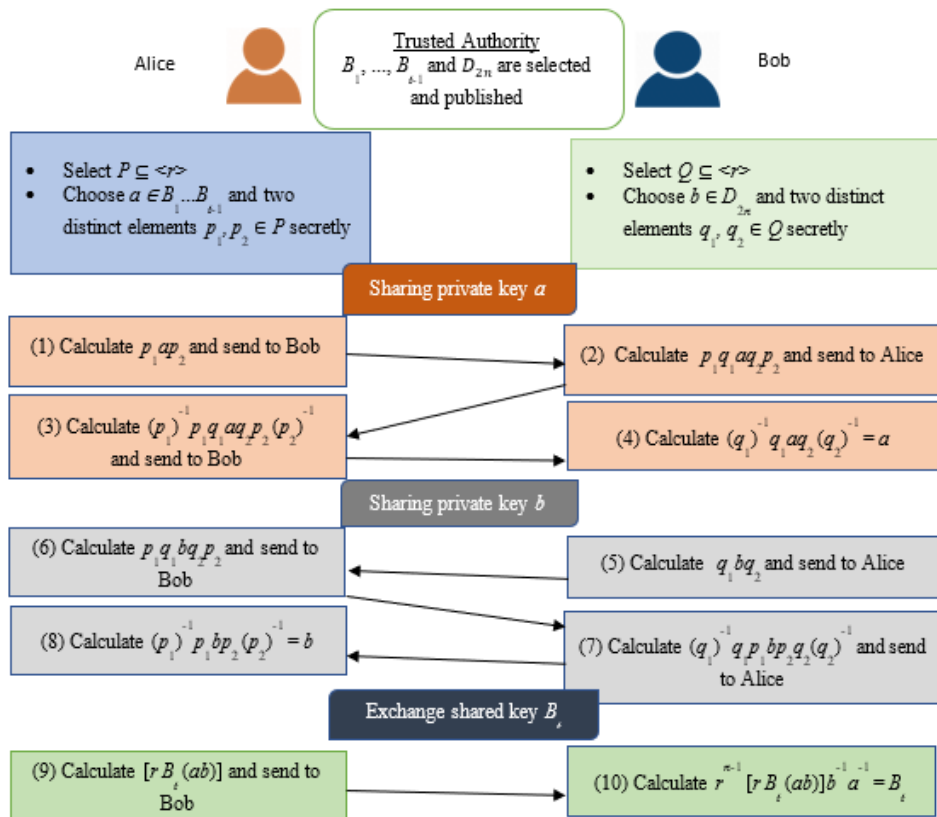 Alice
Trusted Authority
B₁, ..., Bₜ₋₁ and D₂ₙ are selected
and published
Bob
• Select P ⊆ <r>
• Choose a ∈ B₁...Bₜ₋₁ and two
distinct elements p₁, p₂ ∈ P secretly
• Select Q ⊆ <r>
• Choose b ∈ D₂ₙ and two distinct
elements q₁, q₂ ∈ Q secretly
Sharing private key a
(1) Calculate p₁ap₂ and send to Bob
(2) Calculate p₁q₁aq₂p₂ and send to Alice
(3) Calculate (p₁)⁻¹p₁q₁aq₂p₂(p₂)⁻¹
and send to Bob
(4) Calculate (q₁)⁻¹q₁aq₂(q₂)⁻¹ = a
Sharing private key b
(6) Calculate p₁q₁bq₂p₂ and send to
Bob
(5) Calculate q₁bq₂ and send to Alice
(8) Calculate (p₁)⁻¹p₁bp₂(p₂)⁻¹ = b
(7) Calculate (q₁)⁻¹q₁p₁bp₂q₂(q₂)⁻¹ and send
to Alice
Exchange shared key Bₜ
(9) Calculate [rBₜ(ab)] and send to
Bob
(10) Calculate rⁿ⁻¹[rBₜ(ab)]b⁻¹a⁻¹ = Bₜ